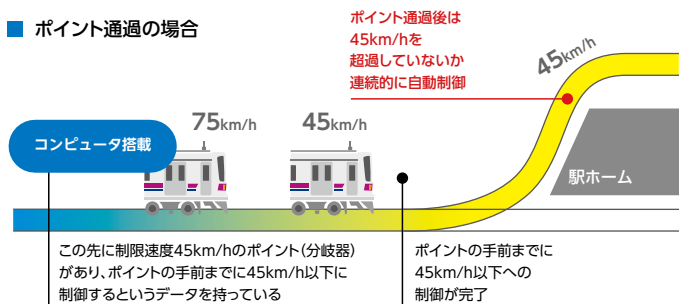 ポイント通過の場合
ポイント通過後は
45km/hを
超過していないか
連続的に自動制御
45km/h
75km/h
45km/h
コンピュータ搭載
駅ホーム
この先に制限速度45km/hのポイント(分岐器)
があり、ポイントの手前までに45km/h以下に
制御するというデータを持っている
ポイントの手前までに
45km/h以下への
制御が完了